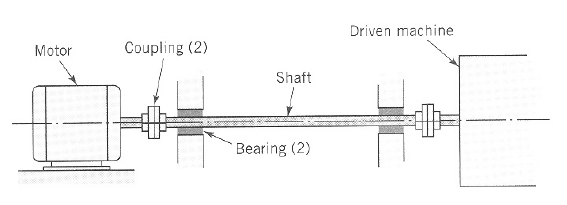 Driven machine
Motor
Coupling (2)
Shaft
Bearing (2)